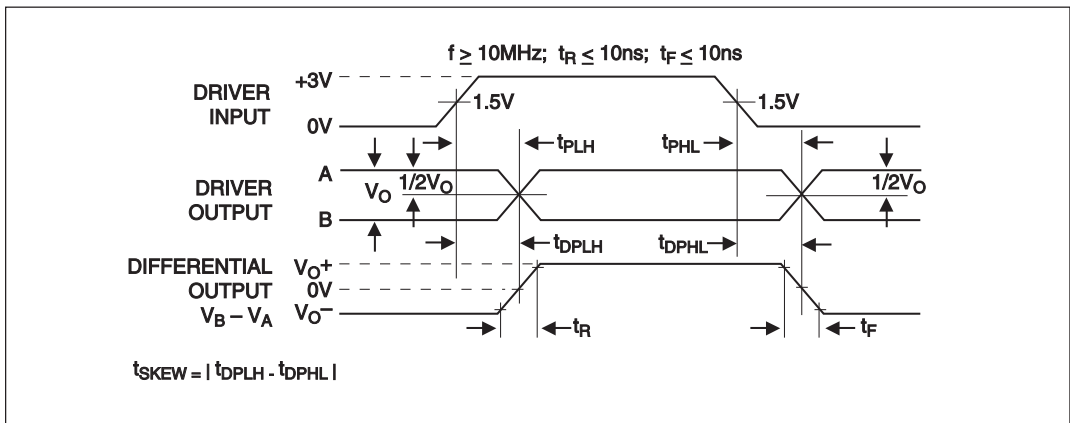 f ≥ 10MHz; tR ≤ 10ns; tF ≤ 10ns
+3V
DRIVER
INPUT
1.5V
1.5V
0V
tPLH
tPHL
A
DRIVER
OUTPUT
VO
1/2VO
1/2VO
B
tDPLH
tDPHL
DIFFERENTIAL
OUTPUT
VB – VA
VO+
0V
VO–
tR
tF
tSKEW = | tDPLH - tDPHL |